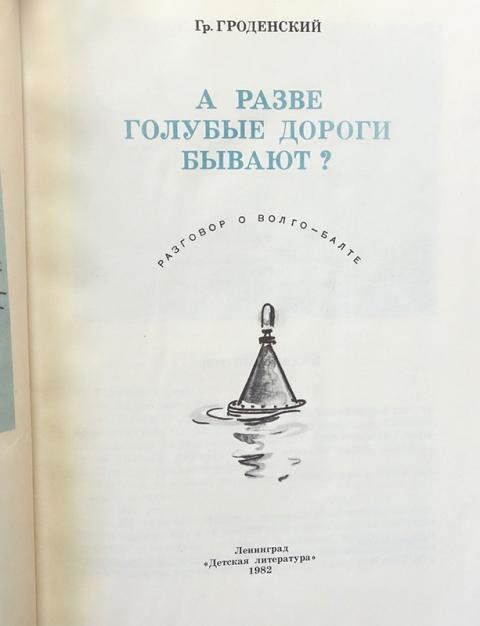 Гр. ГРОДЕНСКИЙ
А РАЗВЕ
ГОЛУБЫЕ ДОРОГИ
БЫВАЮТ?
РАЗГОВОР О ВОЛГО—БАЛТЕ
Ленинград
«Детская литература»
1982